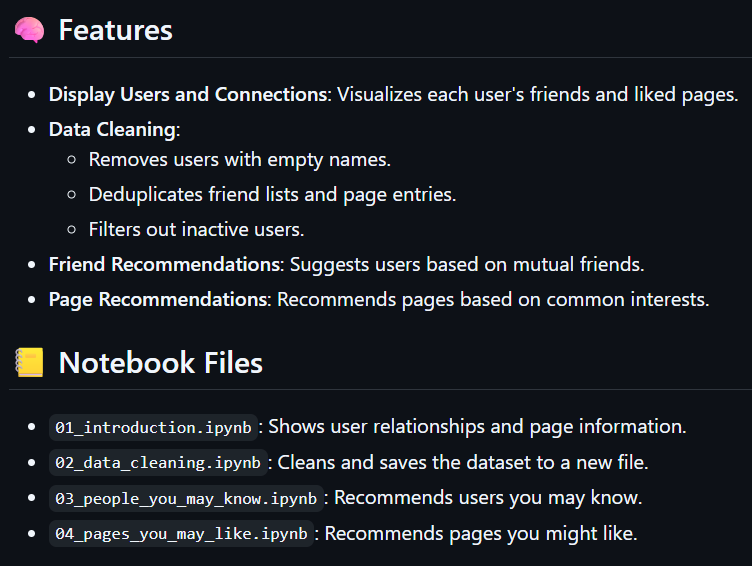 🧠 Features
• Display Users and Connections: Visualizes each user's friends and liked pages.
• Data Cleaning:
◦ Removes users with empty names.
◦ Deduplicates friend lists and page entries.
◦ Filters out inactive users.
• Friend Recommendations: Suggests users based on mutual friends.
• Page Recommendations: Recommends pages based on common interests.
📒 Notebook Files
• 01_introduction.ipynb: Shows user relationships and page information.
• 02_data_cleaning.ipynb: Cleans and saves the dataset to a new file.
• 03_people_you_may_know.ipynb: Recommends users you may know.
• 04_pages_you_may_like.ipynb: Recommends pages you might like.